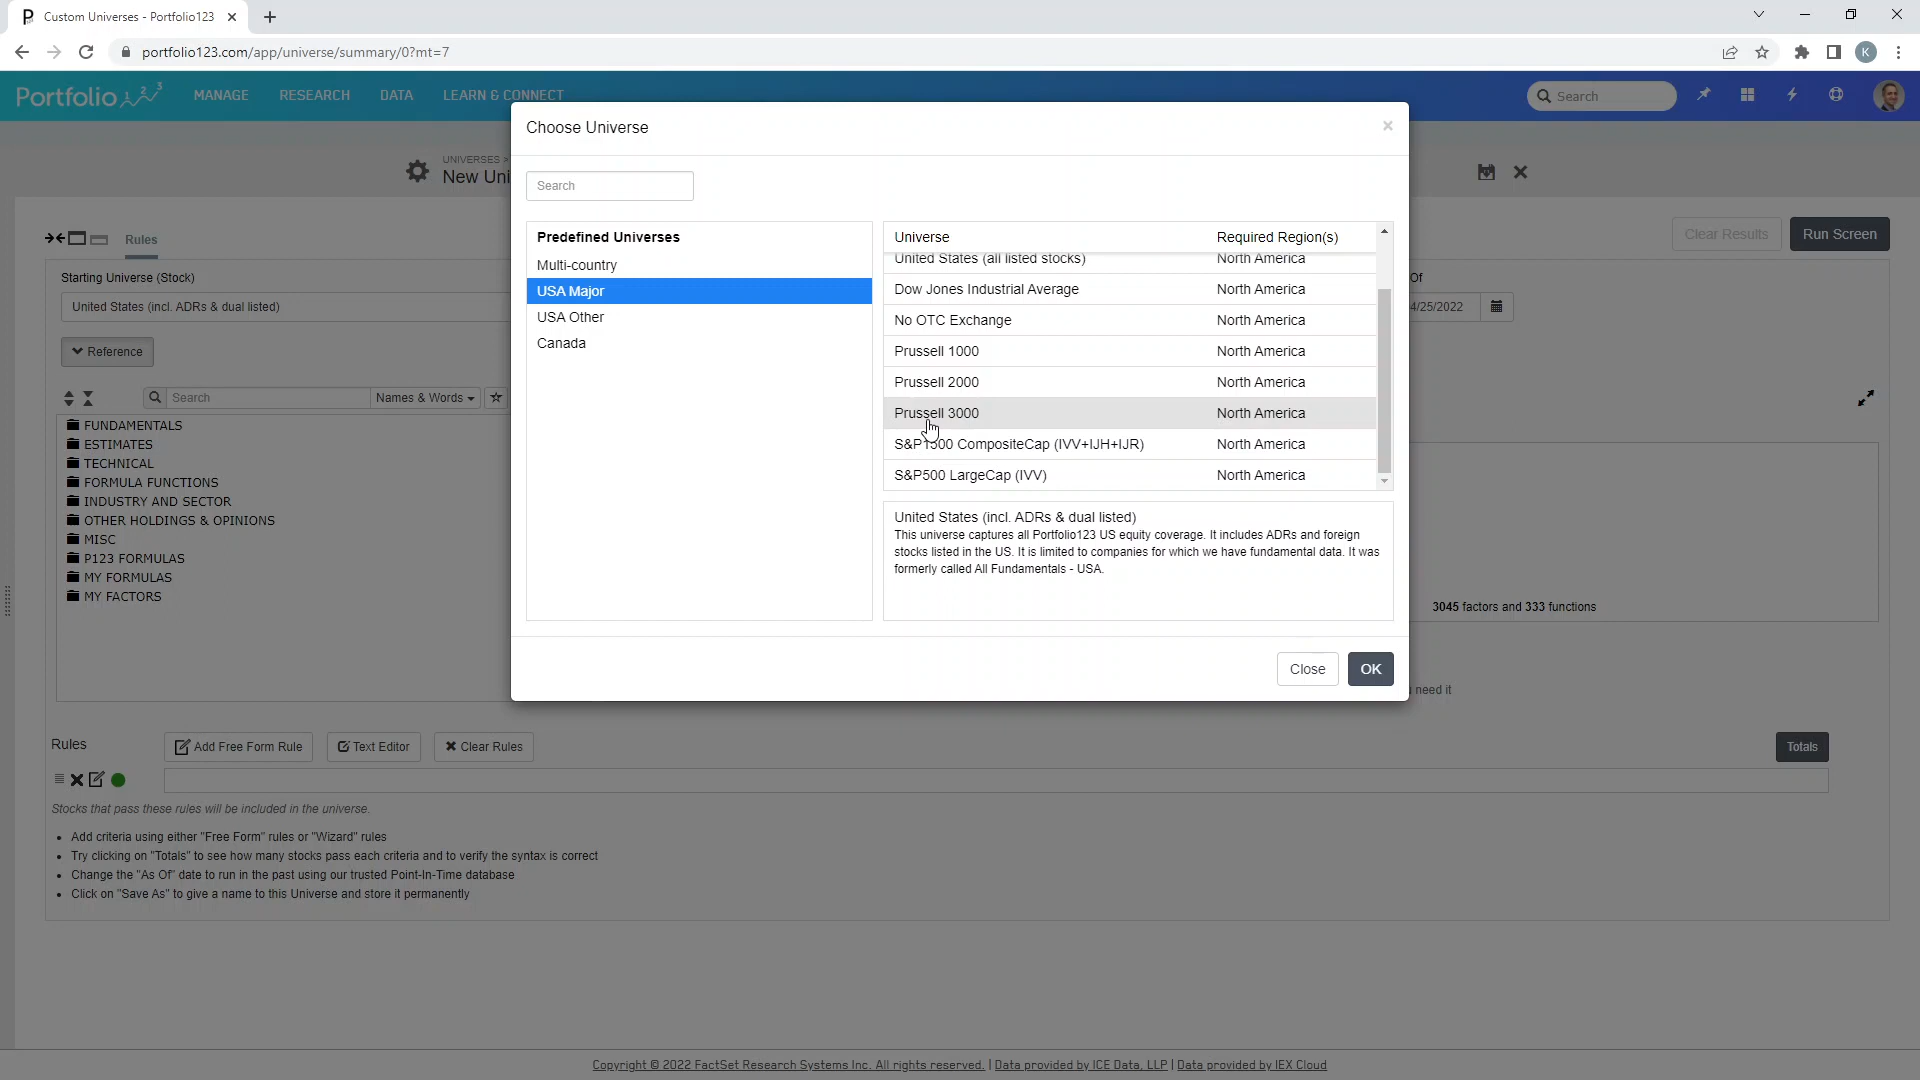 Custom Universes - Portfolio123
portfolio123.com/app/universe/summary/0?mt=7
K
Portfolio 1 2 3
MANAGE
RESEARCH
DATA
LEARN & CONNECT
Search
UNIVERSES >
New Uni
Choose Universe
Search
Predefined Universes
Multi-country
USA Major
USA Other
Canada
Universe
Required Region(s)
United States (all listed stocks)
North America
Dow Jones Industrial Average
North America
No OTC Exchange
North America
Prussell 1000
North America
Prussell 2000
North America
Prussell 3000
North America
S&P1500 CompositeCap (IVV+IJH+IJR)
North America
S&P500 LargeCap (IVV)
North America
United States (incl. ADRs & dual listed)
This universe captures all Portfolio123 US equity coverage. It includes ADRs and foreign
stocks listed in the US. It is limited to companies for which we have fundamental data. It was
formerly called All Fundamentals - USA.
Close
OK
Rules
Clear Results
Run Screen
Starting Universe (Stock)
Of
United States (incl. ADRs & dual listed)
4/25/2022
Reference
Search
Names & Words
FUNDAMENTALS
ESTIMATES
TECHNICAL
FORMULA FUNCTIONS
INDUSTRY AND SECTOR
OTHER HOLDINGS & OPINIONS
MISC
P123 FORMULAS
MY FORMULAS
MY FACTORS
3045 factors and 333 functions
need it
Rules
Add Free Form Rule
Text Editor
Clear Rules
Totals
Stocks that pass these rules will be included in the universe.
• Add criteria using either "Free Form" rules or "Wizard" rules
• Try clicking on "Totals" to see how many stocks pass each criteria and to verify the syntax is correct
• Change the "As Of" date to run in the past using our trusted Point-In-Time database
• Click on "Save As" to give a name to this Universe and store it permanently
Copyright © 2022 FactSet Research Systems Inc. All rights reserved. | Data provided by ICE Data, LLP | Data provided by IEX Cloud